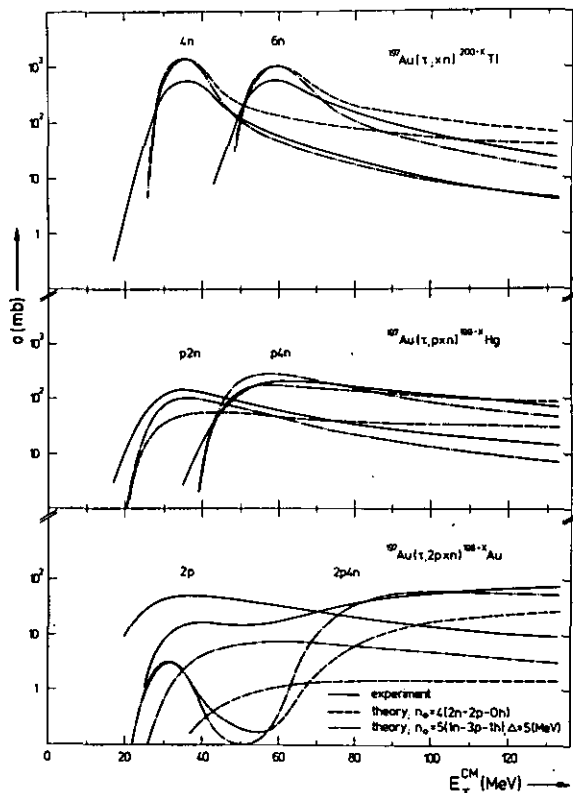 4n 6n ¹⁹⁷Au(τ,xn)²⁰⁰⁻ˣTl
10³
10²
10
1
σ(mb)
¹⁹⁷Au(τ,pxn)¹⁹⁹⁻ˣHg
10³
p2n p4n
10²
10
¹⁹⁷Au(τ,2pxn)¹⁹⁸⁻ˣAu
10²
2p 2p4n
10
1
experiment
theory; n₀=4(2n-2p-0h)
theory; n₀=5(1n-3p-1h)Δ=5(MeV)
0 20 40 60 80 100 120
E_τ^CM(MeV)